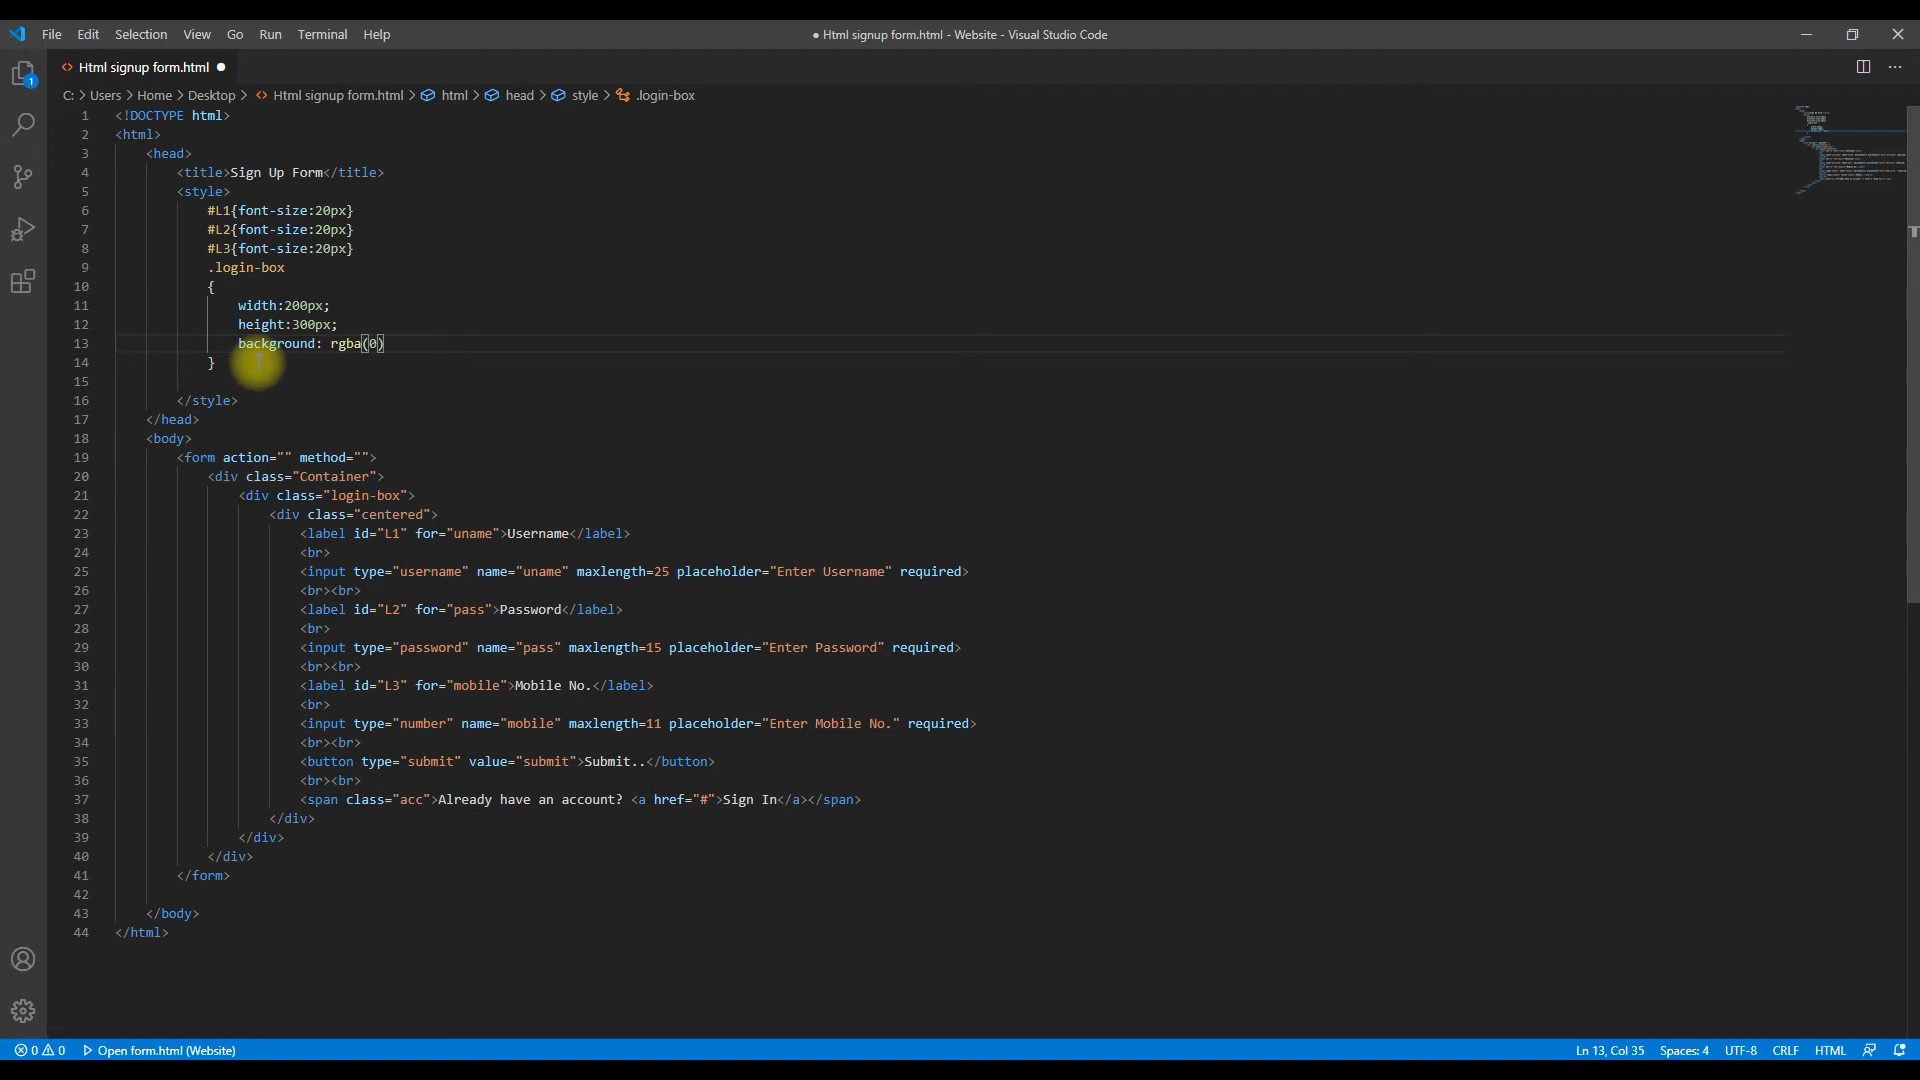 File Edit Selection View Go Run Terminal Help
● Html signup form.html - Website - Visual Studio Code
Html signup form.html ●
C: > Users > Home > Desktop > Html signup form.html > html > head > style > .login-box
1 <!DOCTYPE html>
2 <html>
3 <head>
4 <title>Sign Up Form</title>
5 <style>
6 #L1{font-size:20px}
7 #L2{font-size:20px}
8 #L3{font-size:20px}
9 .login-box
10 {
11 width:200px;
12 height:300px;
13 background: rgba(0)
14 }
15
16 </style>
17 </head>
18 <body>
19 <form action="" method="">
20 <div class="Container">
21 <div class="login-box">
22 <div class="centered">
23 <label id="L1" for="uname">Username</label>
24 <br>
25 <input type="username" name="uname" maxlength=25 placeholder="Enter Username" required>
26 <br><br>
27 <label id="L2" for="pass">Password</label>
28 <br>
29 <input type="password" name="pass" maxlength=15 placeholder="Enter Password" required>
30 <br><br>
31 <label id="L3" for="mobile">Mobile No.</label>
32 <br>
33 <input type="number" name="mobile" maxlength=11 placeholder="Enter Mobile No." required>
34 <br><br>
35 <button type="submit" value="submit">Submit..</button>
36 <br><br>
37 <span class="acc">Already have an account? <a href="#">Sign In</a></span>
38 </div>
39 </div>
40 </div>
41 </form>
42
43 </body>
44 </html>
1
0 0 Open form.html (Website)
Ln 13, Col 35 Spaces: 4 UTF-8 CRLF HTML